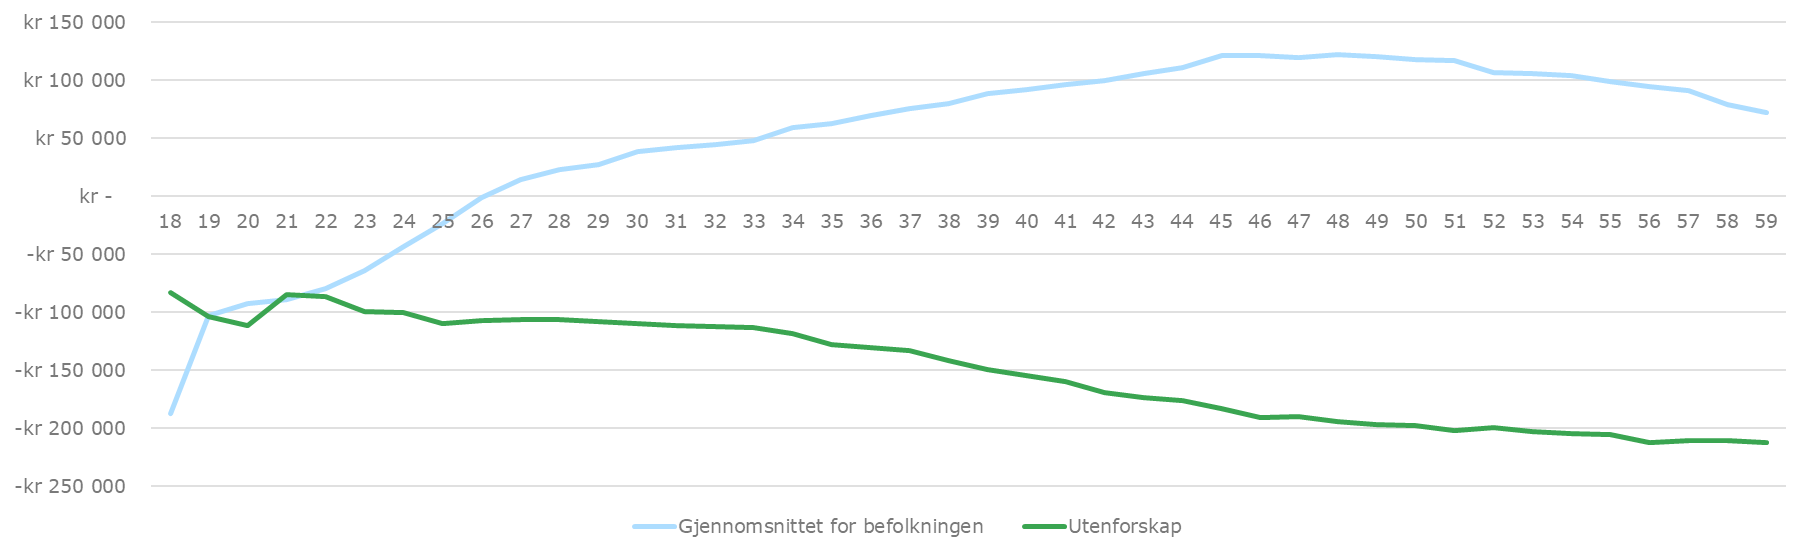 kr 150 000
kr 100 000
kr 50 000
kr -
18 19 20 21 22 23 24 25 26 27 28 29 30 31 32 33 34 35 36 37 38 39 40 41 42 43 44 45 46 47 48 49 50 51 52 53 54 55 56 57 58 59
-kr 50 000
-kr 100 000
-kr 150 000
-kr 200 000
-kr 250 000
Gjennomsnittet for befolkningen Utenforskap